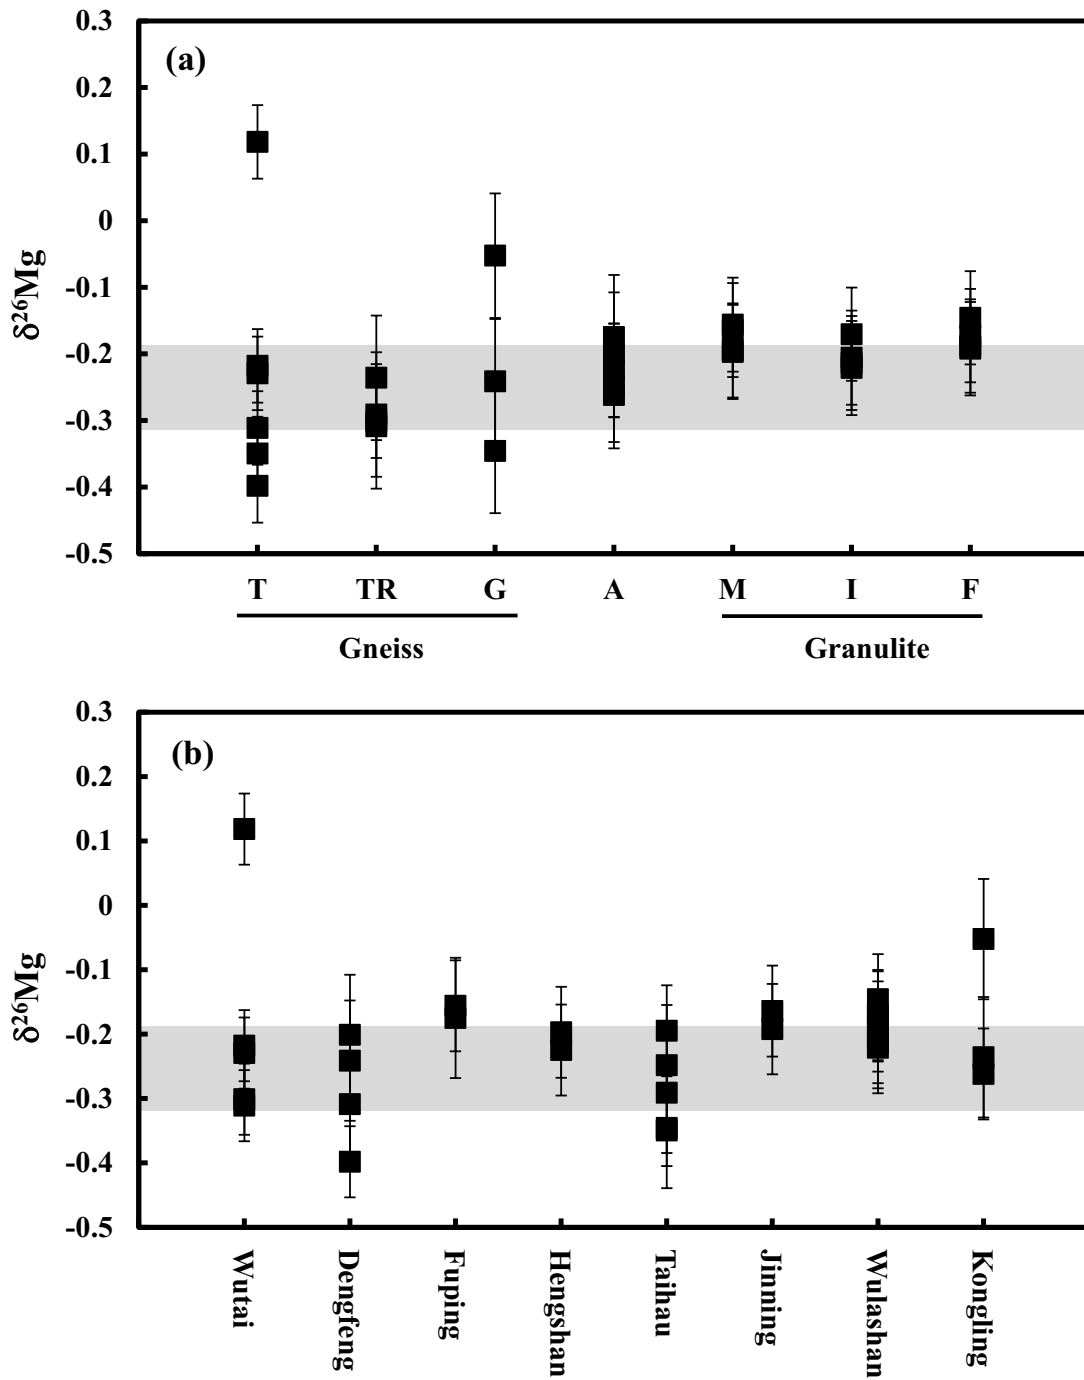 0.3
(a)
0.2
0.1
0
-0.1
-0.2
-0.3
-0.4
-0.5
δ26Mg
T TR G A M I F
Gneiss Granulite
0.3
(b)
0.2
0.1
0
-0.1
-0.2
-0.3
-0.4
-0.5
δ26Mg
Wutai
Dengfeng
Fuping
Hengshan
Taihau
Jinning
Wulashan
Kongling